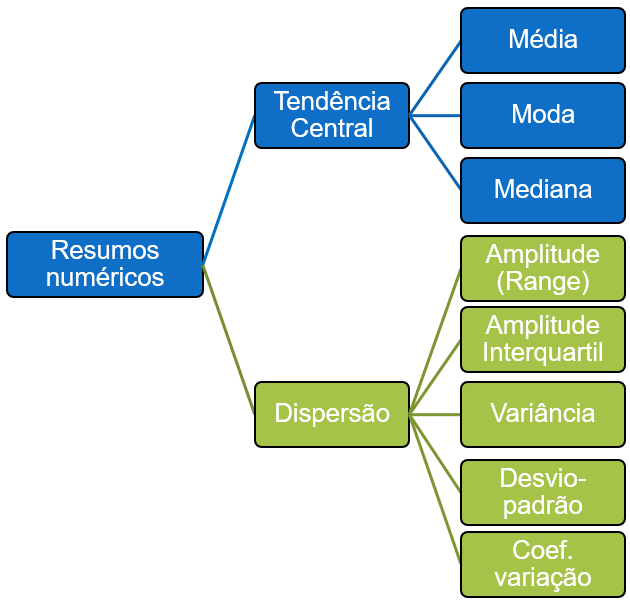 Média
Tendência
Central
Moda
Mediana
Resumos
numéricos
Amplitude
(Range)
Amplitude
Interquartil
Dispersão
Variância
Desvio-
padrão
Coef.
variação